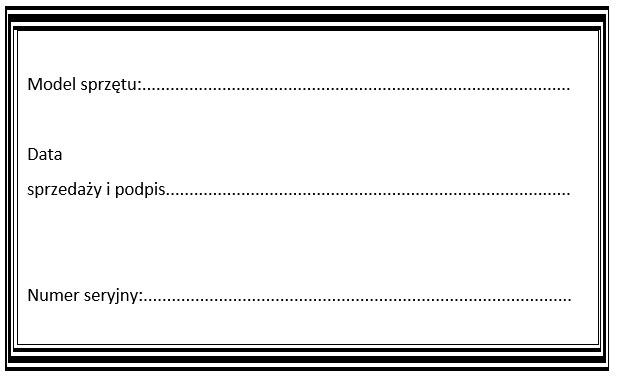 Model sprzętu:...........................................................................................
Data
sprzedaży i podpis......................................................................................
Numer seryjny:...........................................................................................